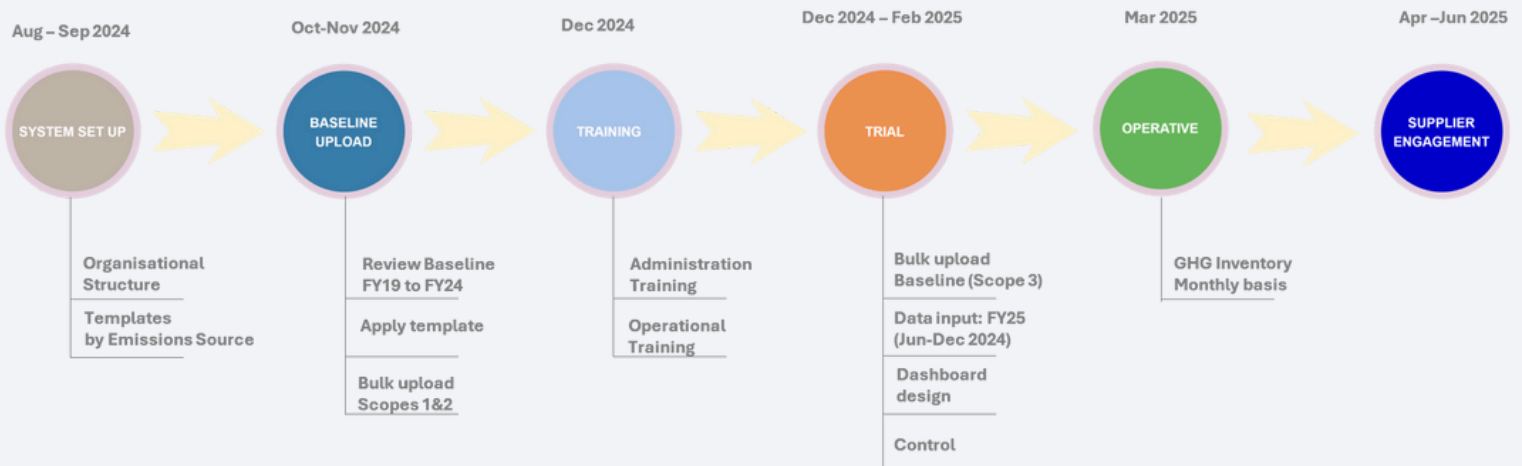 Aug – Sep 2024
Oct-Nov 2024
Dec 2024
Dec 2024 – Feb 2025
Mar 2025
Apr –Jun 2025
SYSTEM SET UP
BASELINE
UPLOAD
TRAINING
TRIAL
OPERATIVE
SUPPLIER
ENGAGEMENT
Organisational
Structure
Templates
by Emissions Source
Review Baseline
FY19 to FY24
Apply template
Bulk upload
Scopes 1&2
Administration
Training
Operational
Training
Bulk upload
Baseline (Scope 3)
Data input: FY25
(Jun-Dec 2024)
Dashboard
design
Control
GHG Inventory
Monthly basis